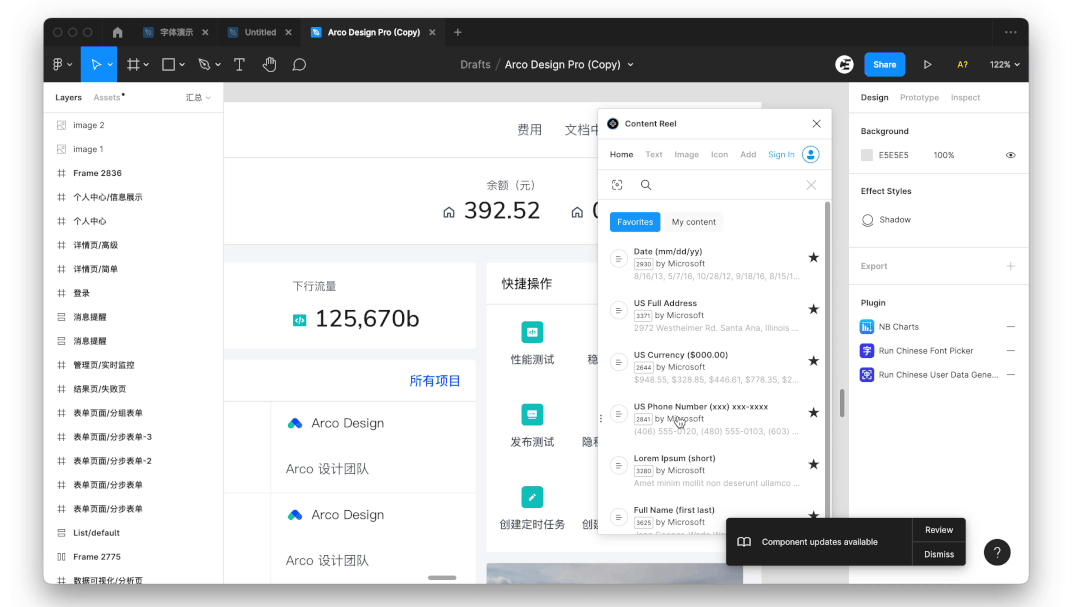 字体演示
Untitled
Arco Design Pro (Copy)
Drafts / Arco Design Pro (Copy)
Share
A?
122%
Layers
Assets
汇总
image 2
image 1
Frame 2836
个人中心/信息展示
个人中心
详情页/高级
详情页/简单
登录
消息提醒
消息提醒
管理页/实时监控
结果页/失败页
表单页面/分组表单
表单页面/分步表单-3
表单页面/分步表单-2
表单页面/分步表单
表单页面/分步表单
List/default
Frame 2775
数据可视化/分析页
费用
文档中
余额（元）
392.52
下行流量
125,670b
所有项目
Arco Design
Arco 设计团队
Arco Design
Arco 设计团队
快捷操作
性能测试
稳
发布测试
隐私
创建定时任务
创建
Content Reel
Home
Text
Image
Icon
Add
Sign In
Favorites
My content
Date (mm/dd/yy)
2930 by Microsoft
8/16/13, 5/7/16, 10/28/12, 9/18/16, 8/15/1...
US Full Address
3371 by Microsoft
2972 Westheimer Rd. Santa Ana, Illinois ...
US Currency ($000.00)
2644 by Microsoft
$948.55, $328.85, $446.61, $778.35, $2...
US Phone Number (xxx) xxx-xxxx
2841 by Microsoft
(406) 555-0120, (480) 555-0103, (603) ...
Lorem Ipsum (short)
3280 by Microsoft
Amet minim mollit non deserunt ullamco ...
Full Name (first last)
3625 by Microsoft
Design
Prototype
Inspect
Background
E5E5E5
100%
Effect Styles
Shadow
Export
Plugin
NB Charts
字 Run Chinese Font Picker
Run Chinese User Data Gene...
Component updates available
Review
Dismiss
?